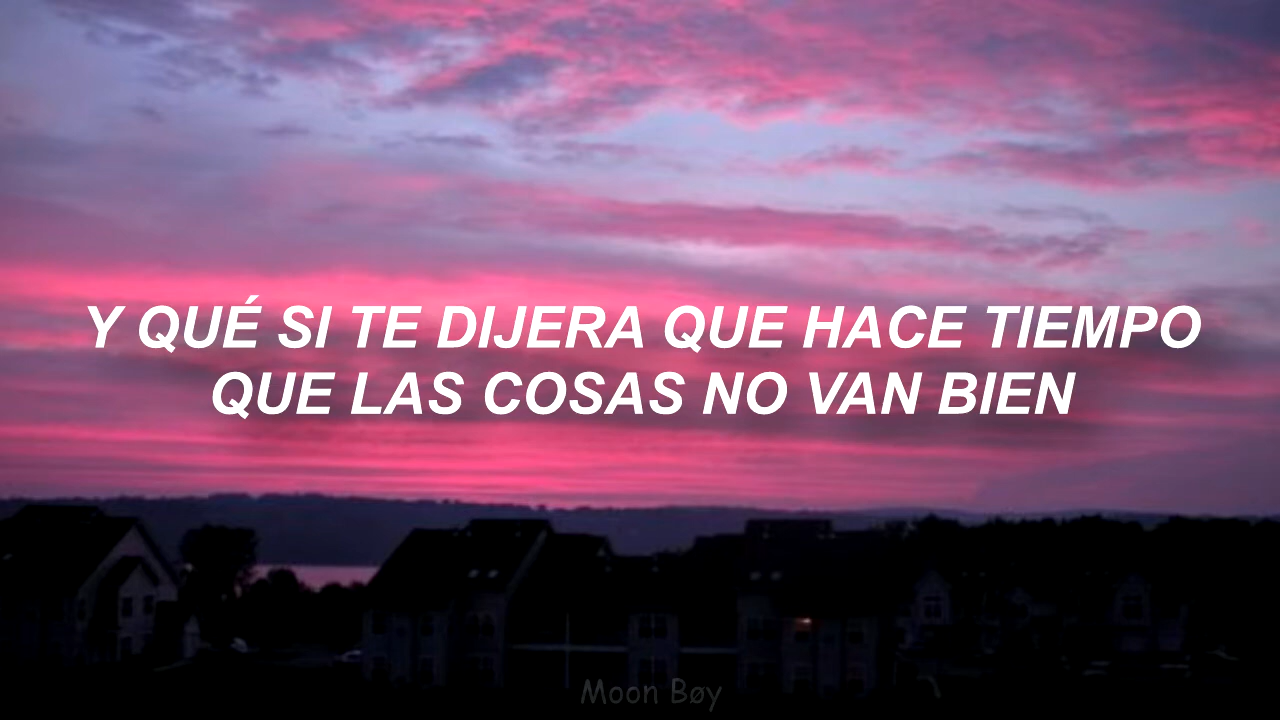 Y QUÉ SI TE DIJERA QUE HACE TIEMPO
QUE LAS COSAS NO VAN BIEN
Moon Bøy